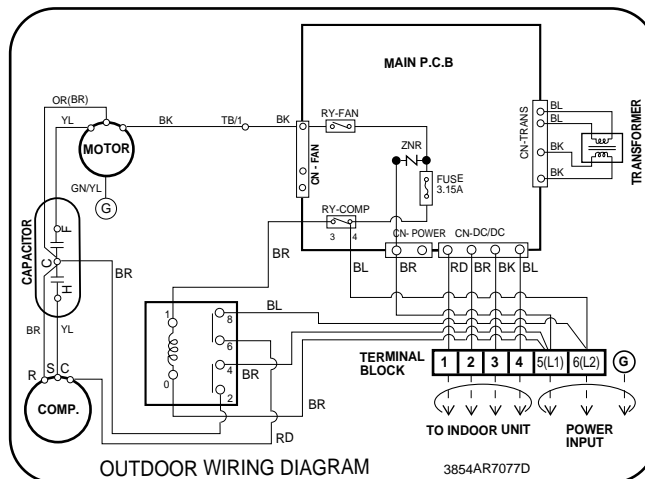 MAIN P.C.B
OR(BR)
YL
BK
TB/1
BK
RY-FAN
ZNR
FUSE
3.15A
CN - FAN
CN-TRANS
BL
BL
BK
BK
TRANSFORMER
MOTOR
GN/YL
G
RY-COMP
3
4
CN- POWER
CN-DC/DC
CAPACITOR
F
C
H
BR
BR
BL
BR
RD
BR
BK
BL
BR
YL
1
0
8
6
4
2
BL
BR
BR
RD
R
S
C
COMP.
TERMINAL
BLOCK
1
2
3
4
5(L1)
6(L2)
G
TO INDOOR UNIT
POWER
INPUT
OUTDOOR WIRING DIAGRAM
3854AR7077D